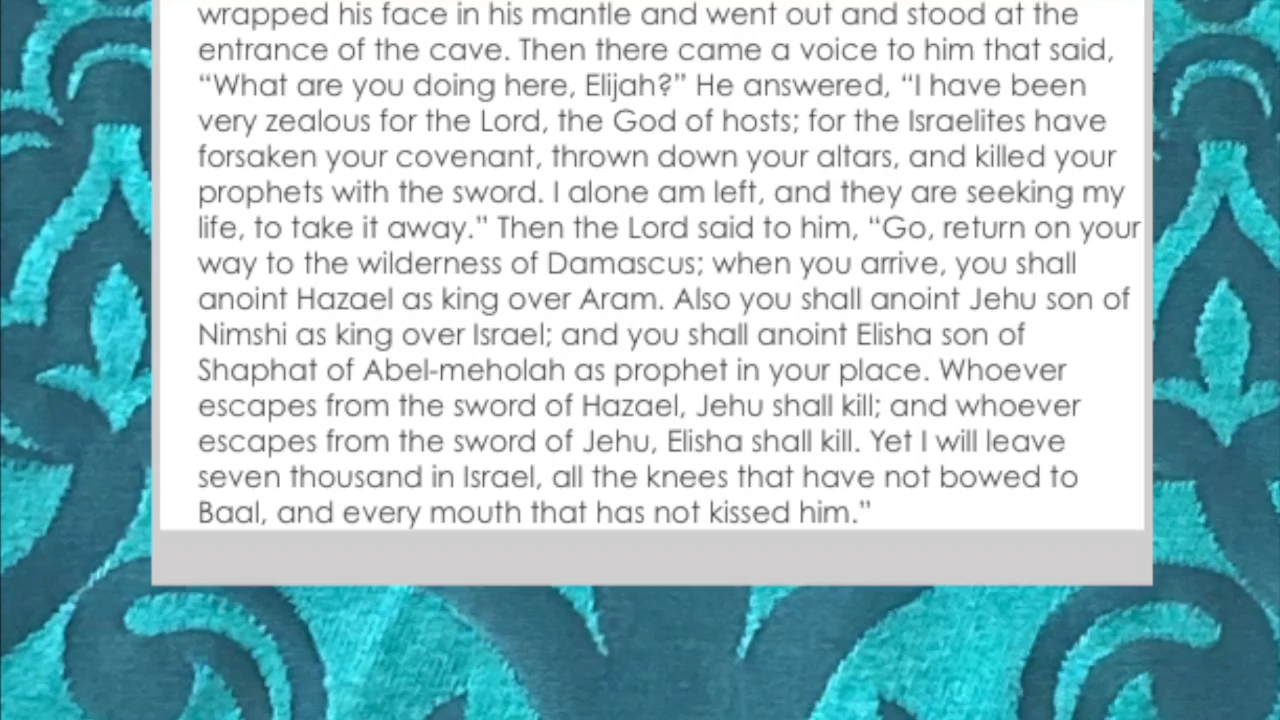 wrapped his face in his mantle and went out and stood at the
entrance of the cave. Then there came a voice to him that said,
“What are you doing here, Elijah?” He answered, “I have been
very zealous for the Lord, the God of hosts; for the Israelites have
forsaken your covenant, thrown down your altars, and killed your
prophets with the sword. I alone am left, and they are seeking my
life, to take it away.” Then the Lord said to him, “Go, return on your
way to the wilderness of Damascus; when you arrive, you shall
anoint Hazael as king over Aram. Also you shall anoint Jehu son of
Nimshi as king over Israel; and you shall anoint Elisha son of
Shaphat of Abel-meholah as prophet in your place. Whoever
escapes from the sword of Hazael, Jehu shall kill; and whoever
escapes from the sword of Jehu, Elisha shall kill. Yet I will leave
seven thousand in Israel, all the knees that have not bowed to
Baal, and every mouth that has not kissed him.”